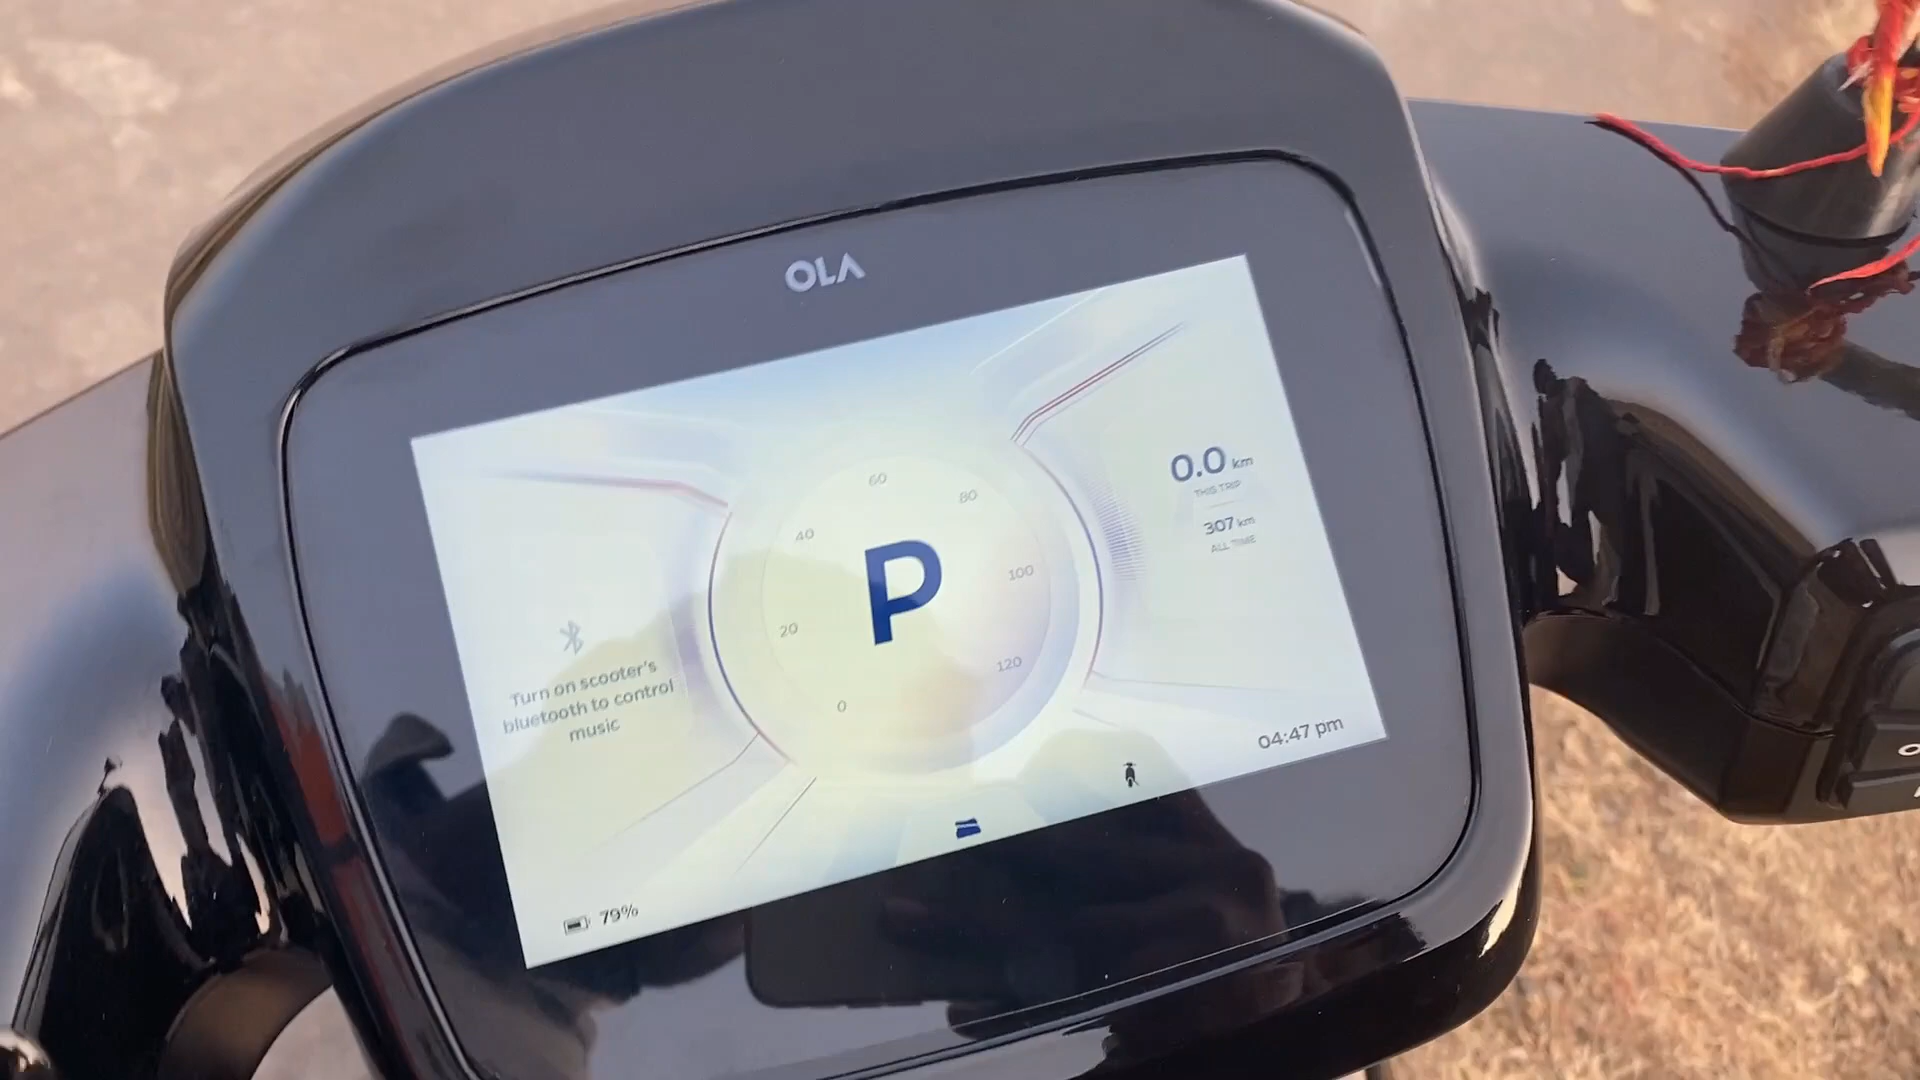 OLA
60
80
40
100
20
120
0
P
0.0 km
THIS TRIP
307 km
ALL TIME
Turn on scooter's
bluetooth to control
music
04:47 pm
79%